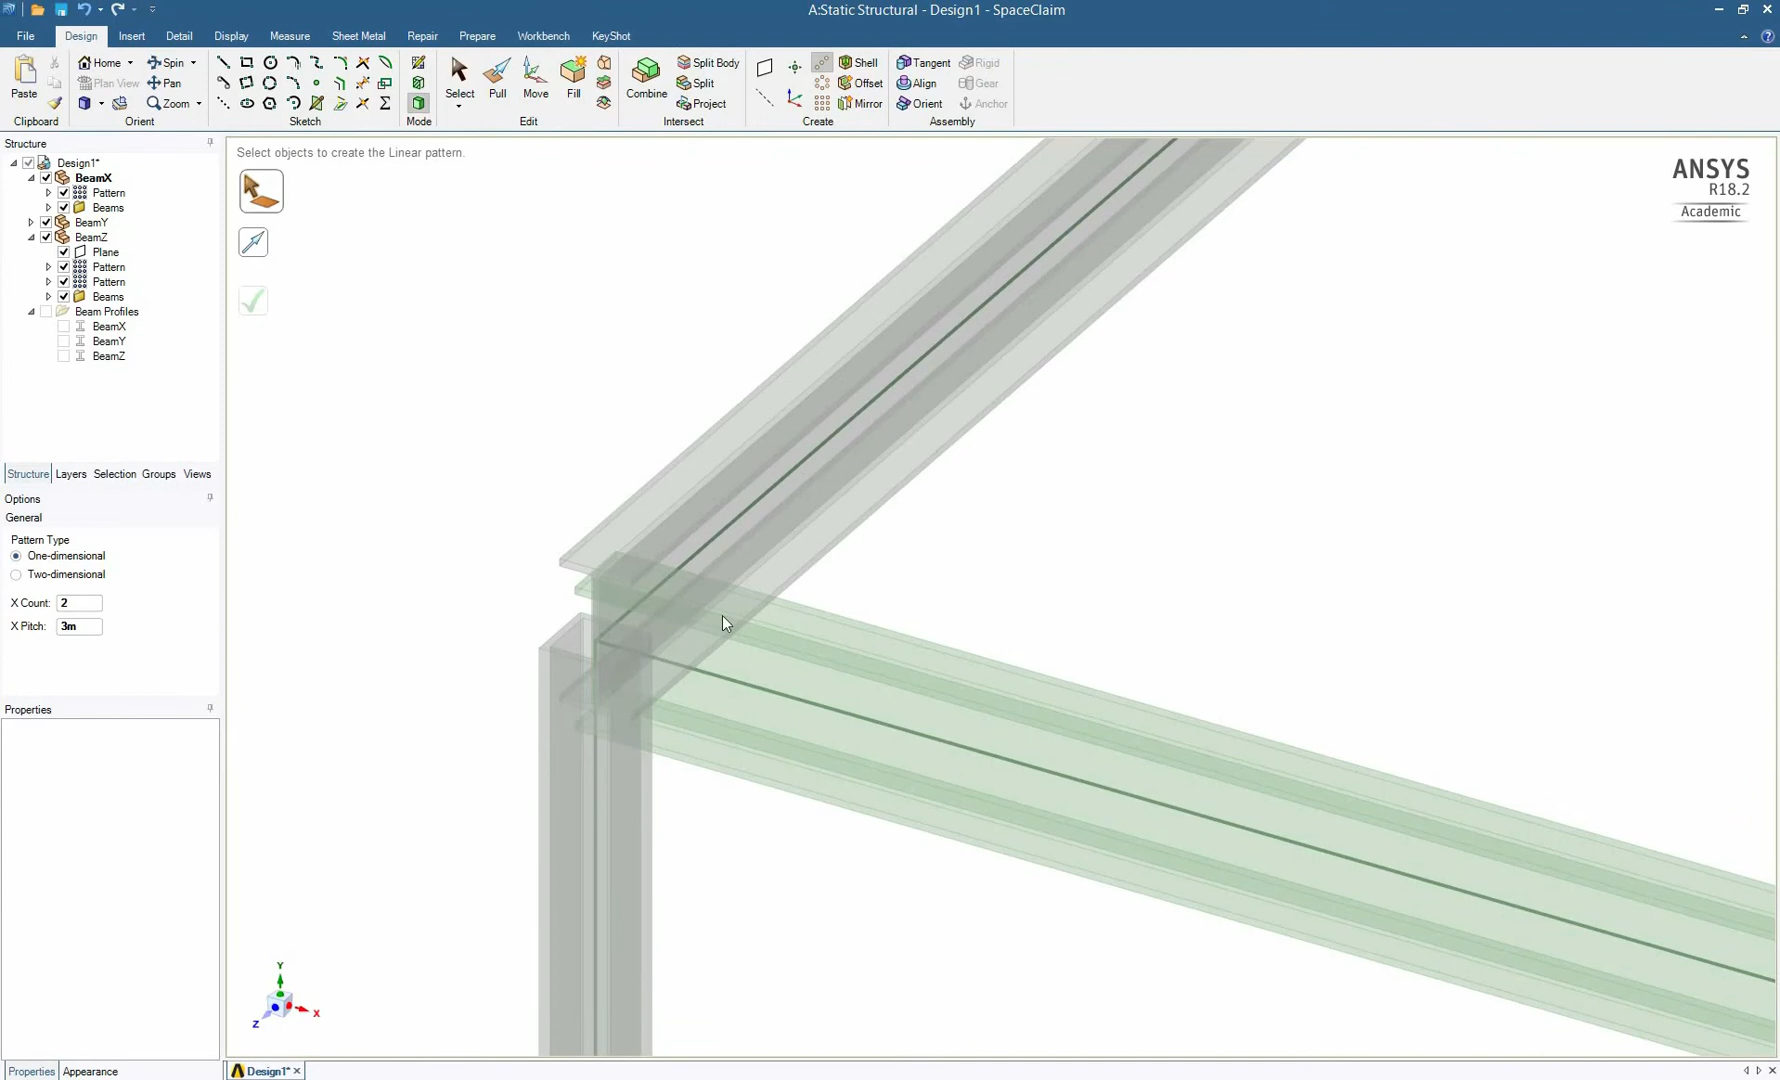 A:Static Structural - Design1 - SpaceClaim
File Design Insert Detail Display Measure Sheet Metal Repair Prepare Workbench KeyShot
Paste
Clipboard
Home Spin
Plan View Pan
Zoom
Orient
Sketch
Mode
Select Pull Move Fill
Edit
Combine
Split Body
Split
Project
Intersect
Shell
Offset
Mirror
Create
Tangent Rigid
Align Gear
Orient Anchor
Assembly
Structure
Design1*
BeamX
Pattern
Beams
BeamY
BeamZ
Plane
Pattern
Pattern
Beams
Beam Profiles
BeamX
BeamY
BeamZ
Structure Layers Selection Groups Views
Options
General
Pattern Type
One-dimensional
Two-dimensional
X Count: 2
X Pitch: 3m
Properties
Properties Appearance
Select objects to create the Linear pattern.
ANSYS
R18.2
Academic
Y
X
Z
Design1*